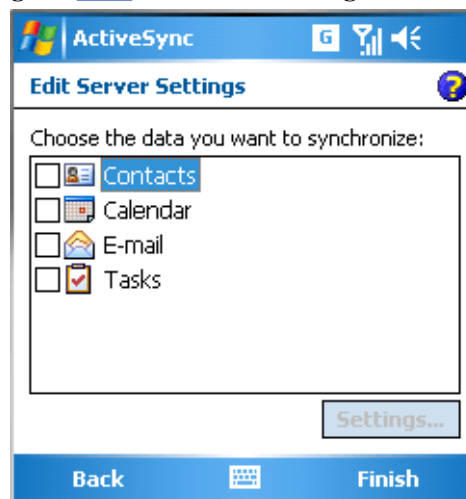 ActiveSync G
Edit Server Settings ?
Choose the data you want to synchronize:
Contacts
Calendar
E-mail
Tasks
Settings...
Back Finish